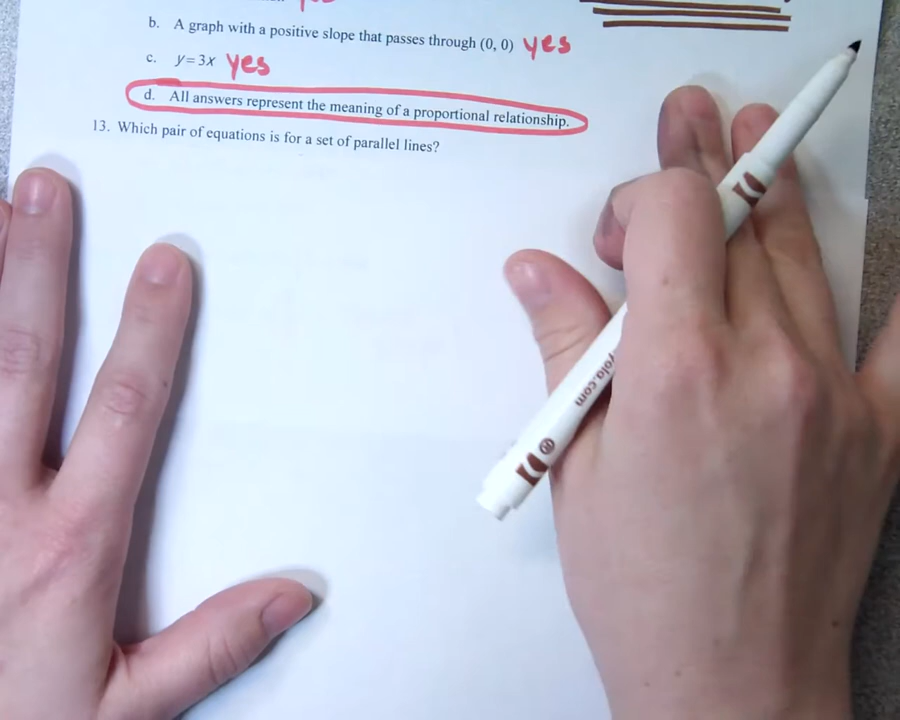 b. A graph with a positive slope that passes through (0, 0) yes
c. y=3x yes
d. All answers represent the meaning of a proportional relationship.
13. Which pair of equations is for a set of parallel lines?
yola.com